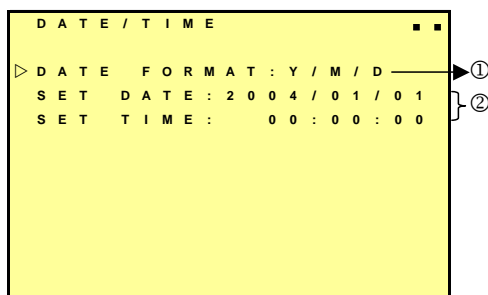 DATE/TIME
▷DATE FORMAT:Y/M/D ①
SET DATE:2004/01/01
SET TIME: 00:00:00 ②